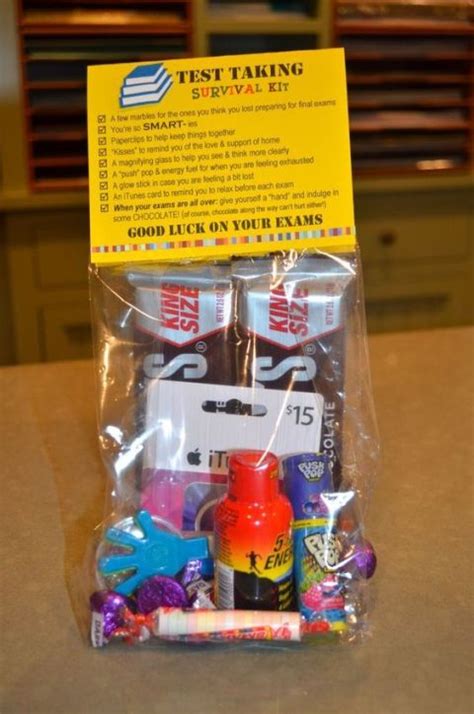 TEST TAKING
SURVIVAL KIT
A few marbles for the ones you think you lost preparing for final exams
You're so SMART-ies
Paperclips to help keep things together
"Kisses" to remind you of the love & support of home
A magnifying glass to help you see & think more clearly
A "push" pop & energy fuel for when you are feeling exhausted
A glow stick in case you are feeling a bit lost
An iTunes card to remind you to relax before each exam
When your exams are all over: give yourself a "hand" and indulge in
some CHOCOLATE! (of course, chocolate along the way can't hurt either!)
GOOD LUCK ON YOUR EXAMS
KING
SIZE
KING
SIZE
S
S
$15
iTu
PUSH
POP
5
ENERG
PUSH